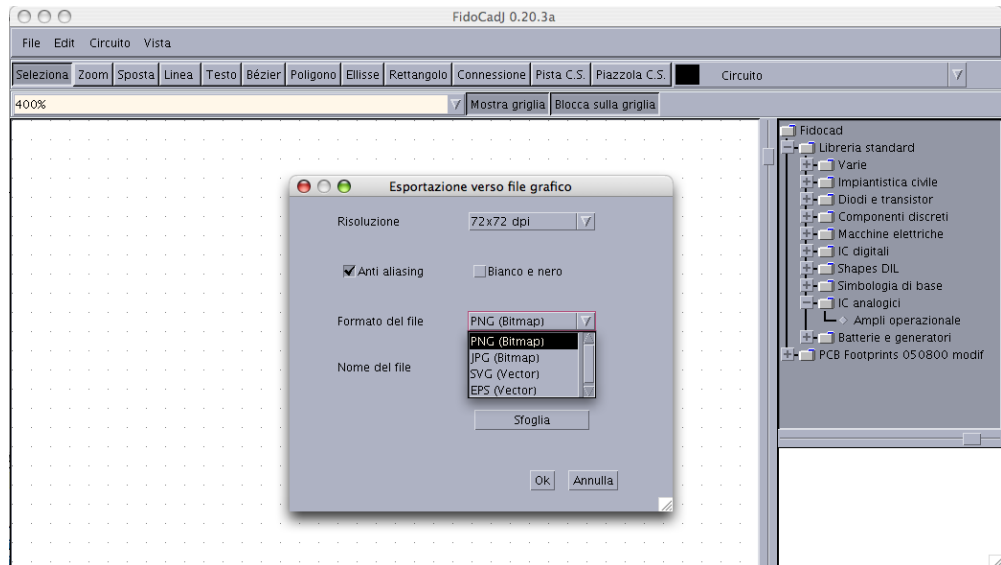 FidoCadJ 0.20.3a
File Edit Circuito Vista
Seleziona Zoom Sposta Linea Testo Bézier Poligono Ellisse Rettangolo Connessione Pista C.S. Piazzola C.S. Circuito
400% Mostra griglia Blocca sulla griglia
Esportazione verso file grafico
Risoluzione 72x72 dpi
Anti aliasing Bianco e nero
Formato del file PNG (Bitmap)
PNG (Bitmap)
JPG (Bitmap)
SVG (Vector)
EPS (Vector)
Nome del file
Sfoglia
Ok Annulla
Fidocad
Libreria standard
Varie
Impiantistica civile
Diodi e transistor
Componenti discreti
Macchine elettriche
IC digitali
Shapes DIL
Simbologia di base
IC analogici
Ampli operazionale
Batterie e generatori
PCB Footprints 050800 modif